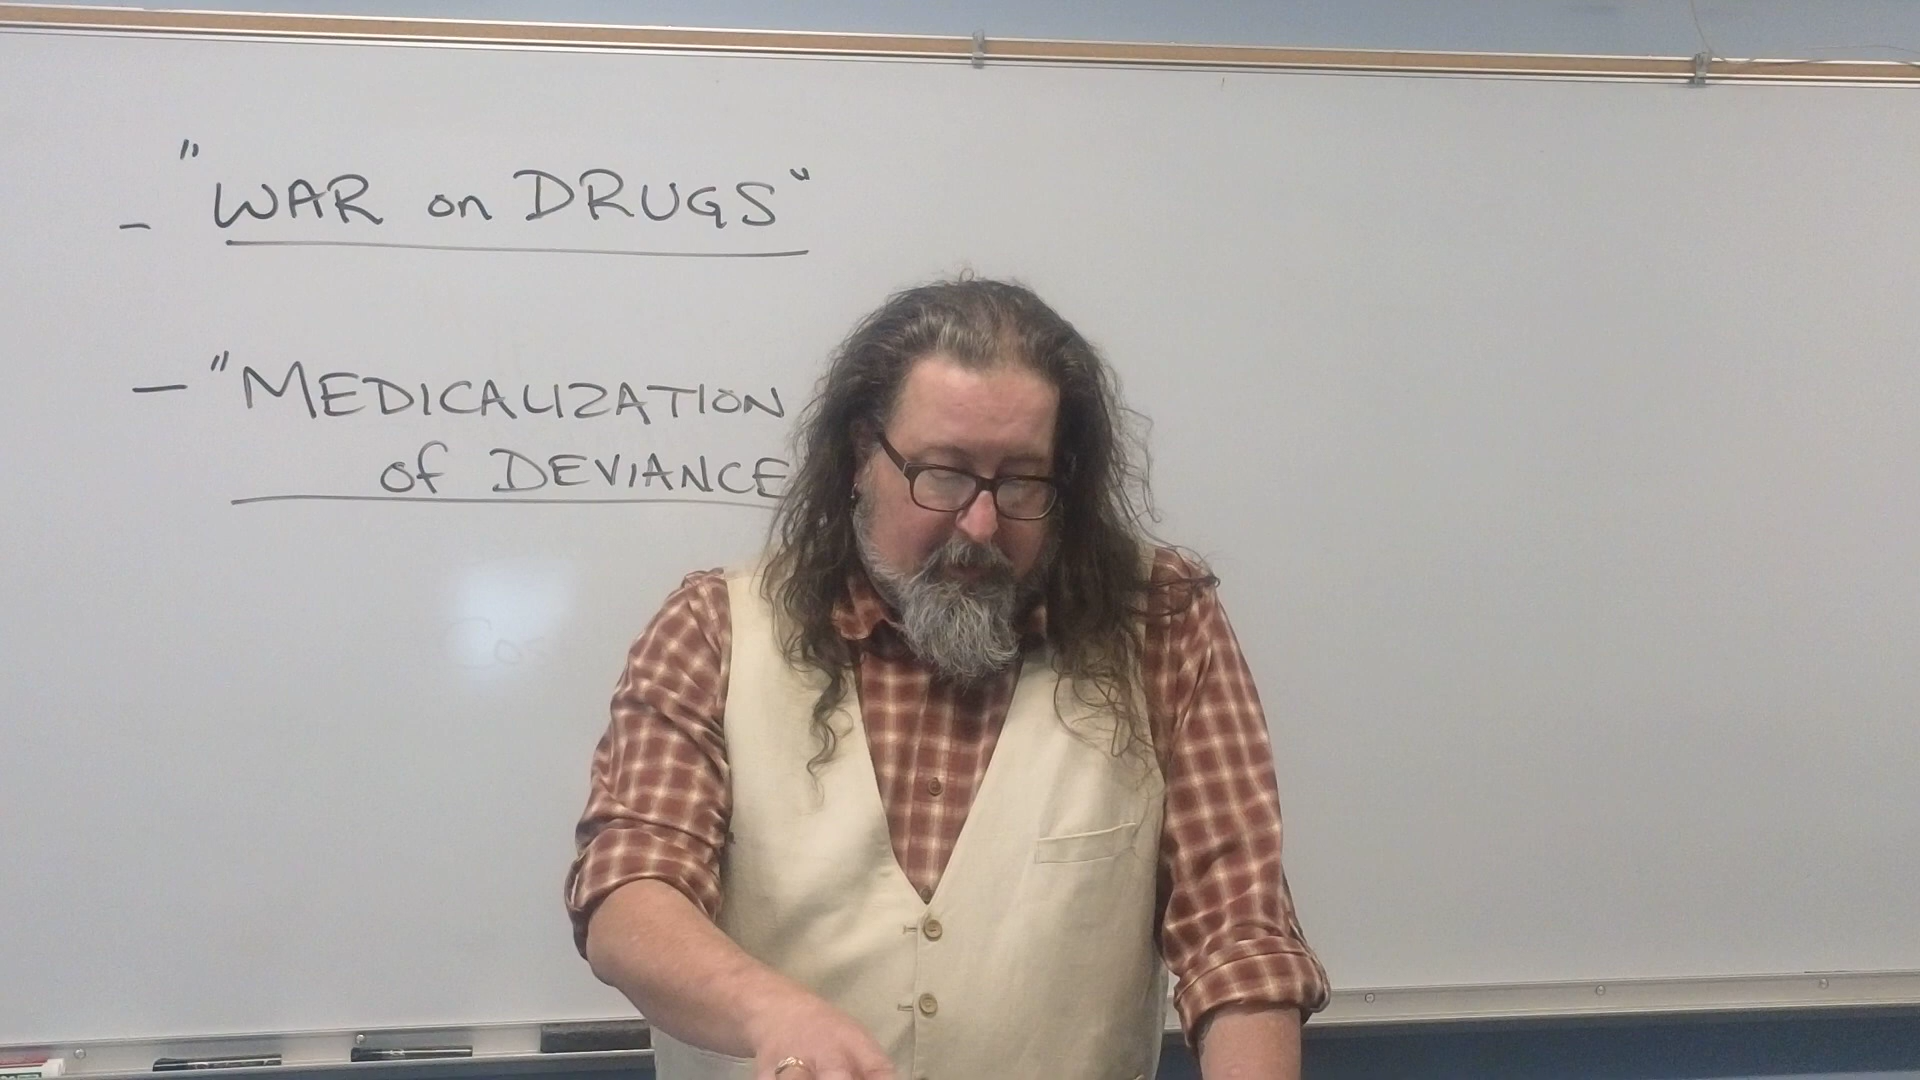 - "WAR on DRUGS"
- "MEDICALIZATION
of DEVIANCE